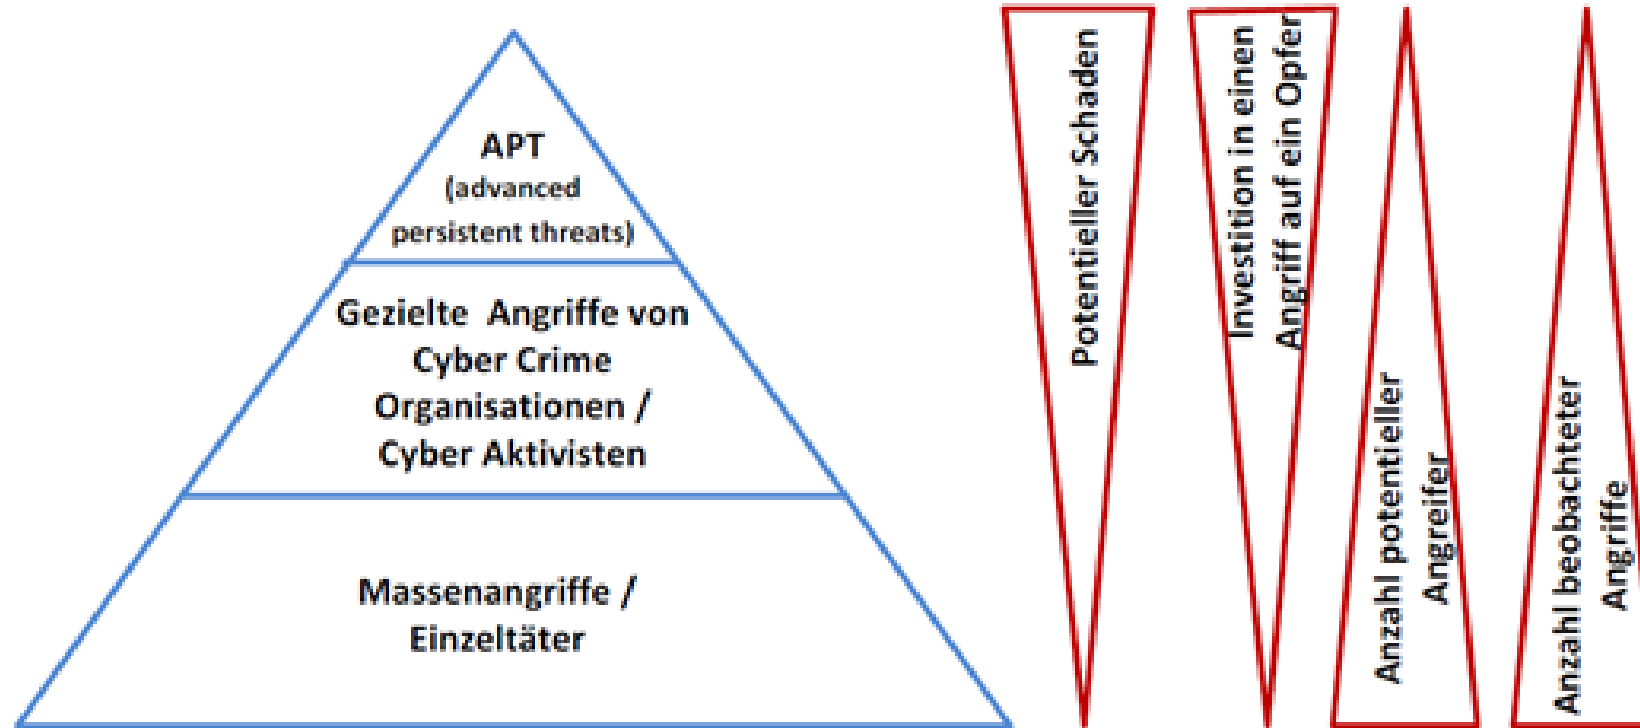 APT
(advanced
persistent threats)
Gezielte Angriffe von
Cyber Crime
Organisationen /
Cyber Aktivisten
Massenangriffe /
Einzeltäter
Potentieller Schaden
Investition in einen
Angriff auf ein Opfer
Anzahl potentieller
Angreifer
Anzahl beobachteter
Angriffe